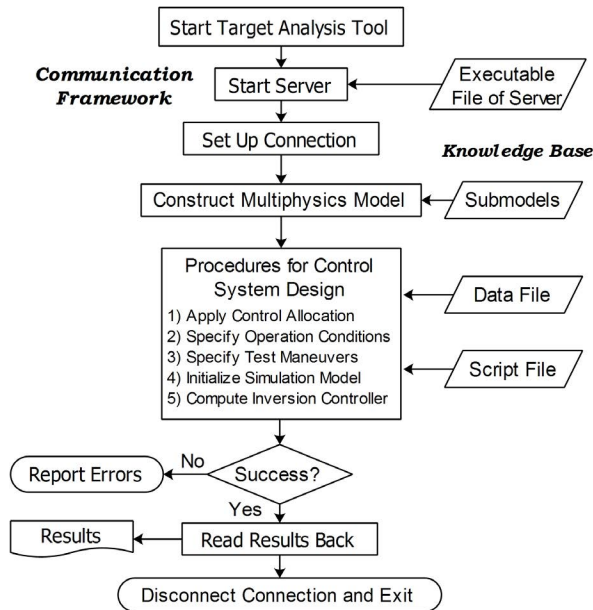 Start Target Analysis Tool
Communication
Framework
Start Server
Executable
File of Server
Set Up Connection
Knowledge Base
Construct Multiphysics Model
Submodels
Procedures for Control
System Design
1) Apply Control Allocation
2) Specify Operation Conditions
3) Specify Test Maneuvers
4) Initialize Simulation Model
5) Compute Inversion Controller
Data File
Script File
Success?
No
Report Errors
Yes
Results
Read Results Back
Disconnect Connection and Exit